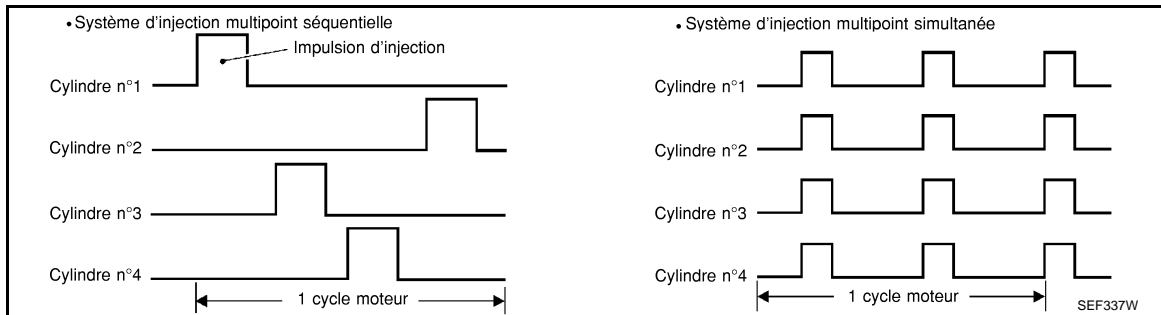 • Système d'injection multipoint séquentielle
Impulsion d'injection
Cylindre n°1
Cylindre n°2
Cylindre n°3
Cylindre n°4
1 cycle moteur
• Système d'injection multipoint simultanée
Cylindre n°1
Cylindre n°2
Cylindre n°3
Cylindre n°4
1 cycle moteur
SEF337W